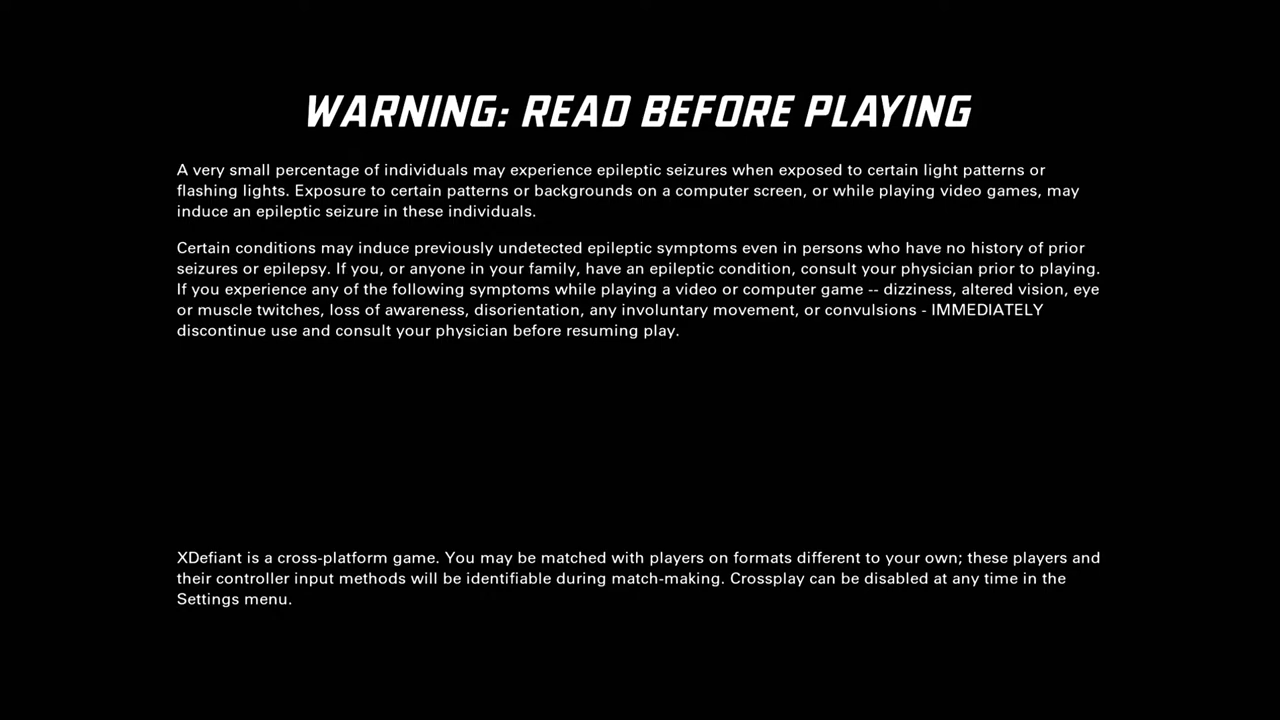 WARNING: READ BEFORE PLAYING
A very small percentage of individuals may experience epileptic seizures when exposed to certain light patterns or
flashing lights. Exposure to certain patterns or backgrounds on a computer screen, or while playing video games, may
induce an epileptic seizure in these individuals.
Certain conditions may induce previously undetected epileptic symptoms even in persons who have no history of prior
seizures or epilepsy. If you, or anyone in your family, have an epileptic condition, consult your physician prior to playing.
If you experience any of the following symptoms while playing a video or computer game -- dizziness, altered vision, eye
or muscle twitches, loss of awareness, disorientation, any involuntary movement, or convulsions - IMMEDIATELY
discontinue use and consult your physician before resuming play.
XDefiant is a cross-platform game. You may be matched with players on formats different to your own; these players and
their controller input methods will be identifiable during match-making. Crossplay can be disabled at any time in the
Settings menu.